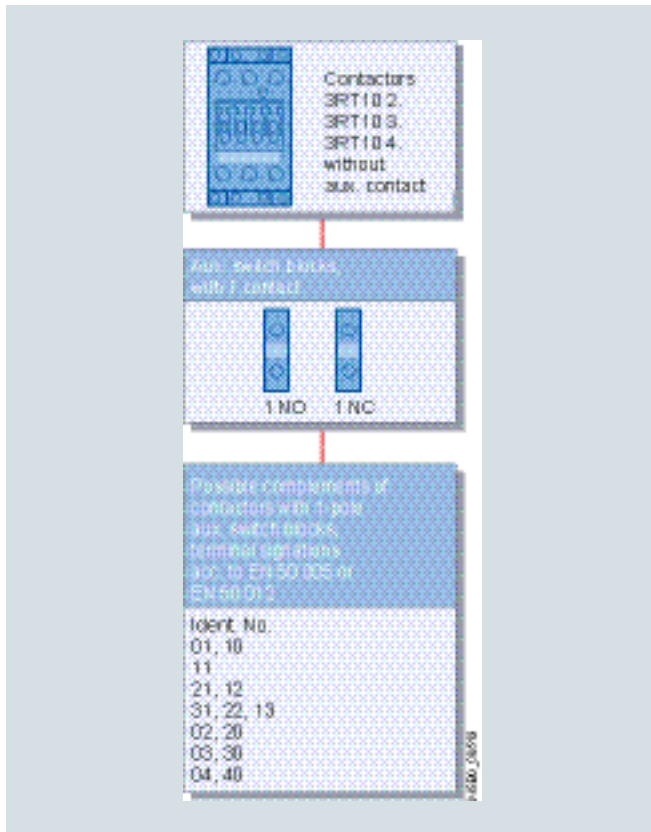 Contactors
3RT10 2.
3RT10 3.
3RT10 4.
without
aux. contact
Aux. switch blocks,
with 1 contact
1 NO 1 NC
Possible complements of
contactors with 1-pole
aux. switch blocks,
terminal signations
acc. to EN 50 005 or
EN 50 012
Ident. No.
01, 10
11
21, 12
31, 22, 13
02, 20
03, 30
04, 40